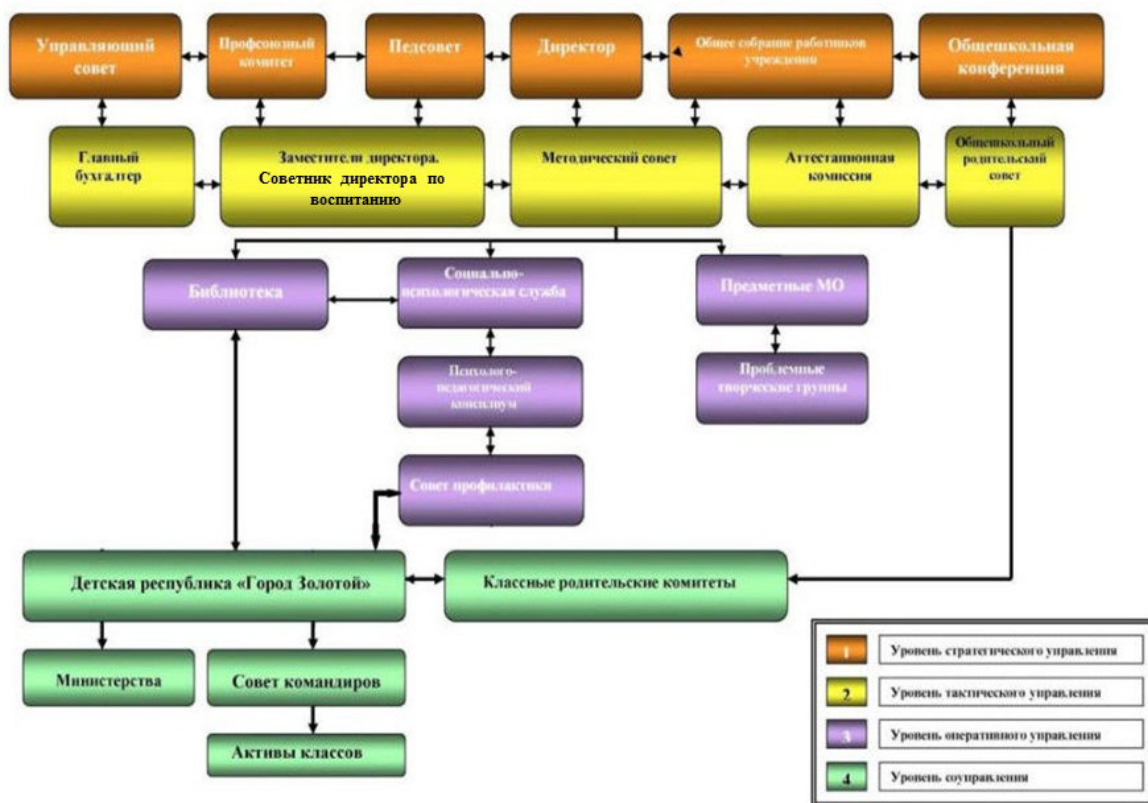 Управляющий
совет
Профсоюзный
комитет
Педсовет
Директор
Общее собрание работников
учреждения
Общешкольная
конференция
Главный
бухгалтер
Заместители директора.
Советник директора по
воспитанию
Методический совет
Аттестационная
комиссия
Общешкольный
родительский
совет
Библиотека
Социально-
психологическая служба
Предметные МО
Психолого-
педагогический
консилиум
Проблемные
творческие группы
Совет профилактики
Детская республика «Город Золотой»
Классные родительские комитеты
Министерства
Совет командиров
Активы классов
1 Уровень стратегического управления
2 Уровень тактического управления
3 Уровень оперативного управления
4 Уровень соуправления